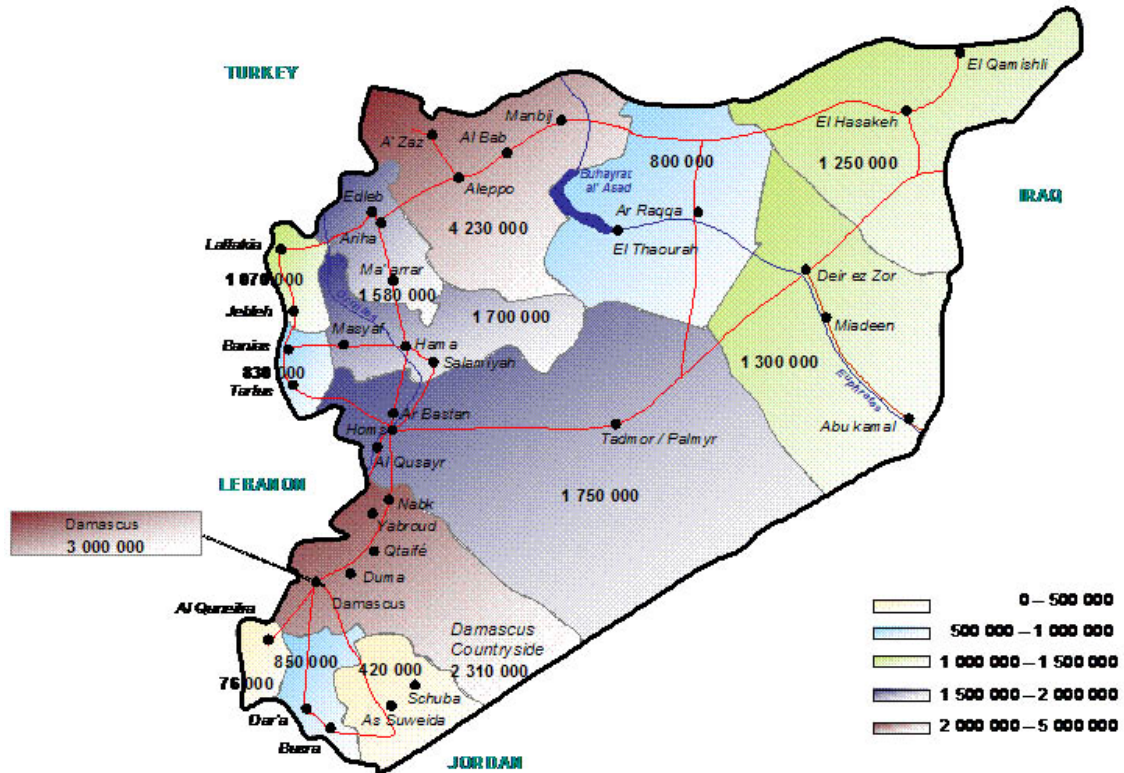 TURKEY
El Qamishli
Manbij
El Hasakeh
A' Zaz
Al Bab
800 000
1 250 000
Buhayrat
al' Asad
Aleppo
IRAQ
Edleb
Ar Raqqa
4 230 000
Ariha
El Thaourah
Lattakia
Ma'arrar
Deir ez Zor
1 070 000
1 580 000
Jebleh
1 700 000
Miadeen
Masyaf
Hama
Banias
Salamiyah
1 300 000
830 000
Euphrates
Tartus
Ar Bastan
Abu kamal
Homs
Tadmor / Palmyr
Al Qusayr
LEBANON
1 750 000
Nabk
Yabroud
Damascus
3 000 000
Qtaifé
Duma
Al Quneitra
Damascus
0 – 500 000
Damascus
Countryside
500 000 – 1 000 000
850 000
420 000
2 310 000
1 000 000 – 1 500 000
76 000
Schuba
1 500 000 – 2 000 000
Dar'a
As Suweida
2 000 000 – 5 000 000
Busra
JORDAN